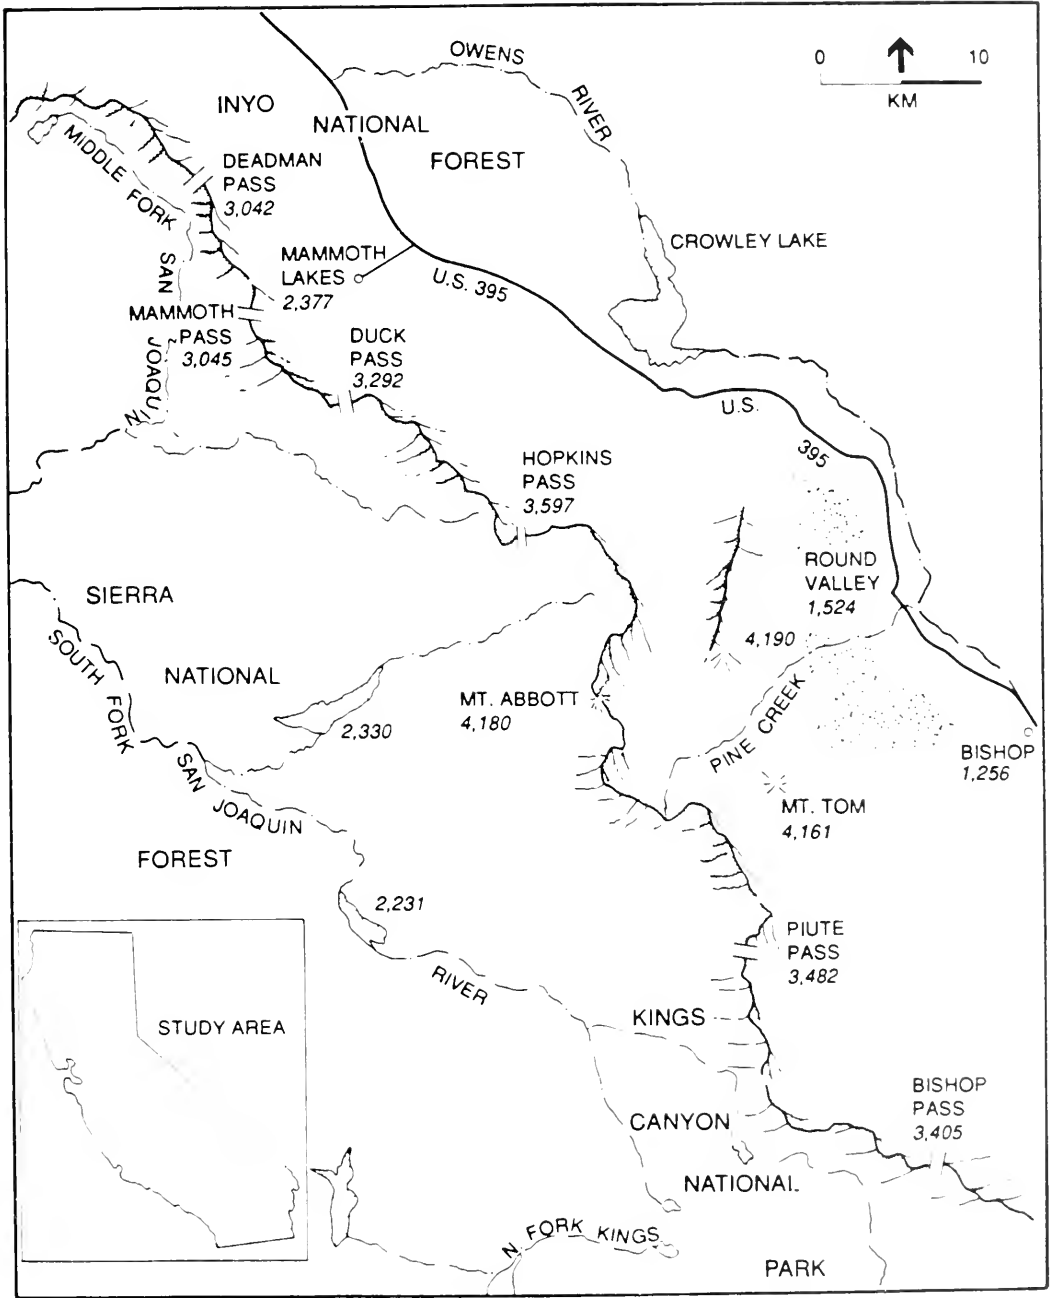 OWENS
RIVER
0 10
KM
INYO
NATIONAL
FOREST
MIDDLE FORK
DEADMAN
PASS
3,042
CROWLEY LAKE
SAN
JOAQUIN
MAMMOTH
LAKES
2,377
U.S. 395
MAMMOTH
PASS
3,045
DUCK
PASS
3,292
U.S.
395
HOPKINS
PASS
3,597
ROUND
VALLEY
1,524
SIERRA
NATIONAL
FOREST
SOUTH
FORK
SAN
JOAQUIN
RIVER
4,190
MT. ABBOTT
4,180
2,330
PINE CREEK
BISHOP
1,256
MT. TOM
4,161
2,231
PIUTE
PASS
3,482
STUDY AREA
KINGS
CANYON
NATIONAL
PARK
BISHOP
PASS
3,405
N FORK KINGS